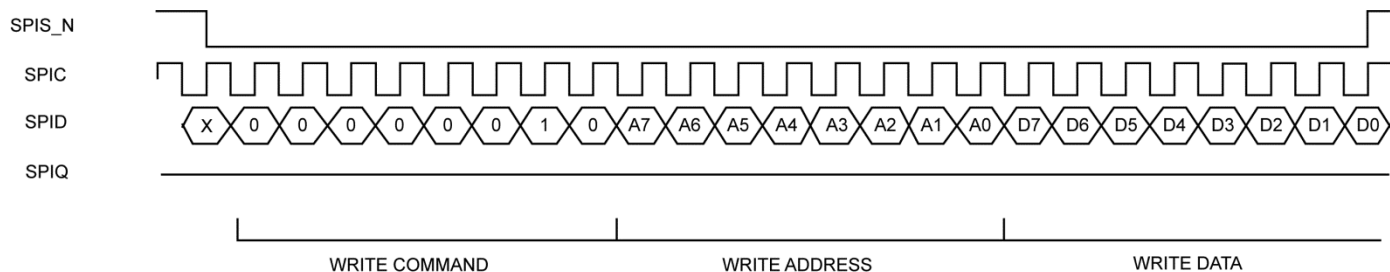 SPIS_N
SPIC
SPID X 0 0 0 0 0 0 1 0 A7 A6 A5 A4 A3 A2 A1 A0 D7 D6 D5 D4 D3 D2 D1 D0
SPIQ
WRITE COMMAND WRITE ADDRESS WRITE DATA